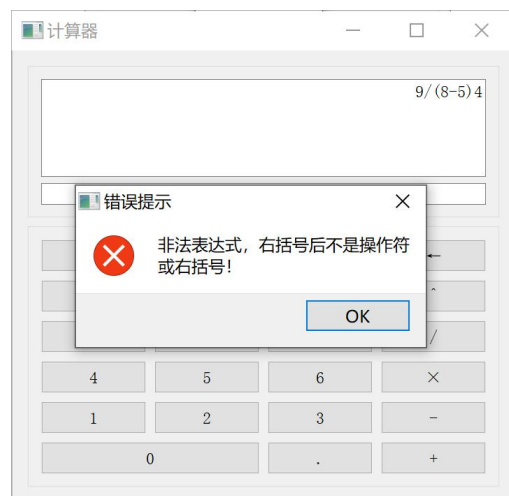 计算器
9/(8-5)4
错误提示
非法表达式，右括号后不是操作符
或右括号！
OK
←
^
/
4 5 6 ×
1 2 3 -
0 . +